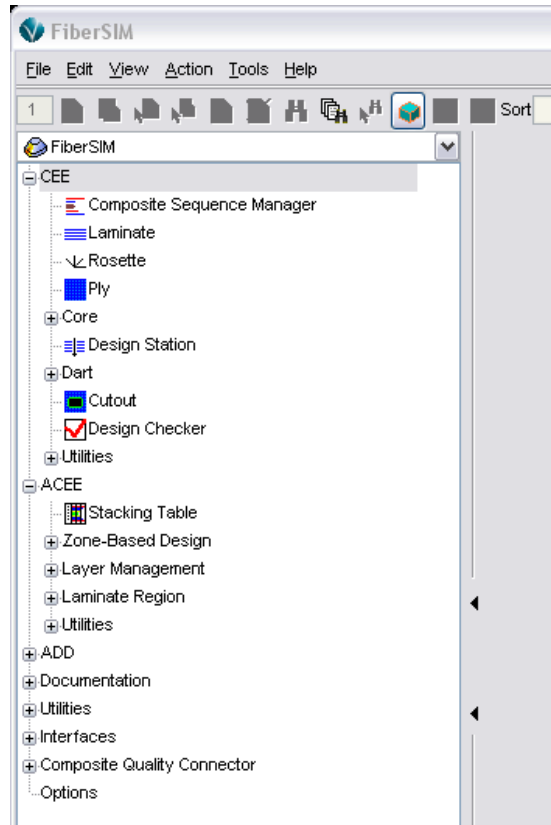 FiberSIM
File Edit View Action Tools Help
1 Sort
FiberSIM
CEE
Composite Sequence Manager
Laminate
Rosette
Ply
Core
Design Station
Dart
Cutout
Design Checker
Utilities
ACEE
Stacking Table
Zone-Based Design
Layer Management
Laminate Region
Utilities
ADD
Documentation
Utilities
Interfaces
Composite Quality Connector
Options